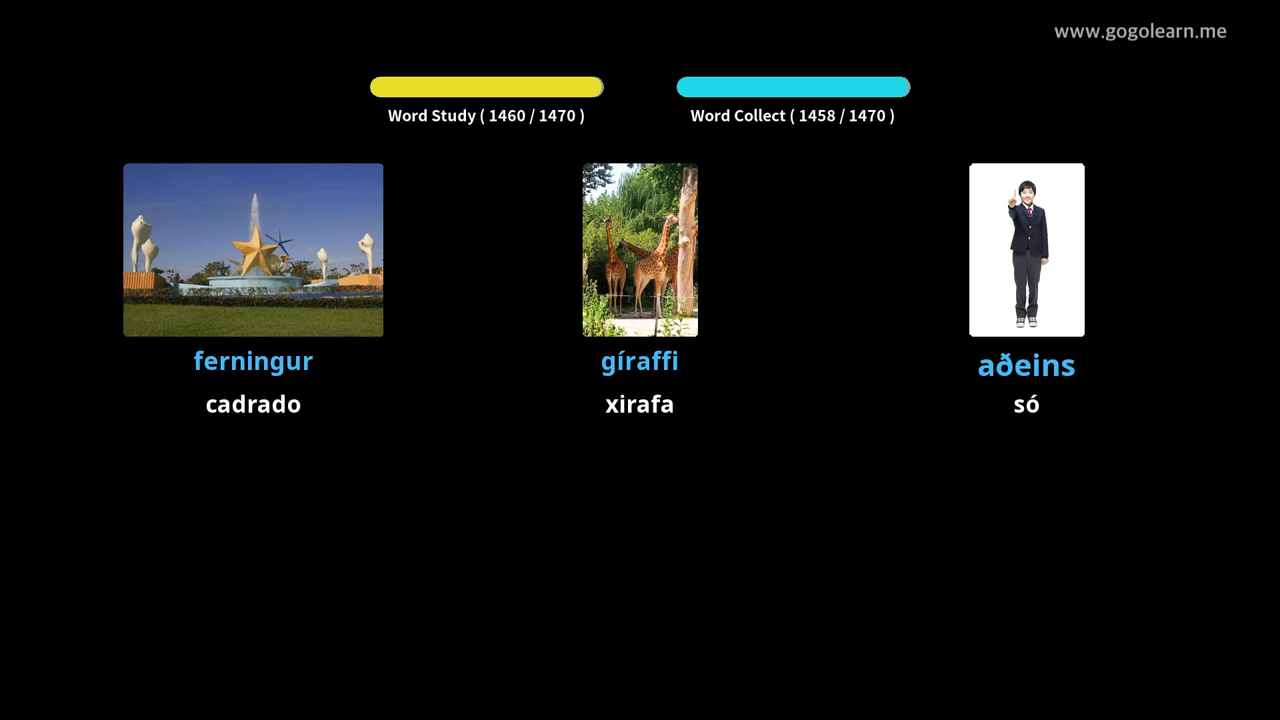 www.gogolearn.me
Word Study ( 1460 / 1470 )
Word Collect ( 1458 / 1470 )
ferningur
cadrado
gíraffi
xirafa
aðeins
só